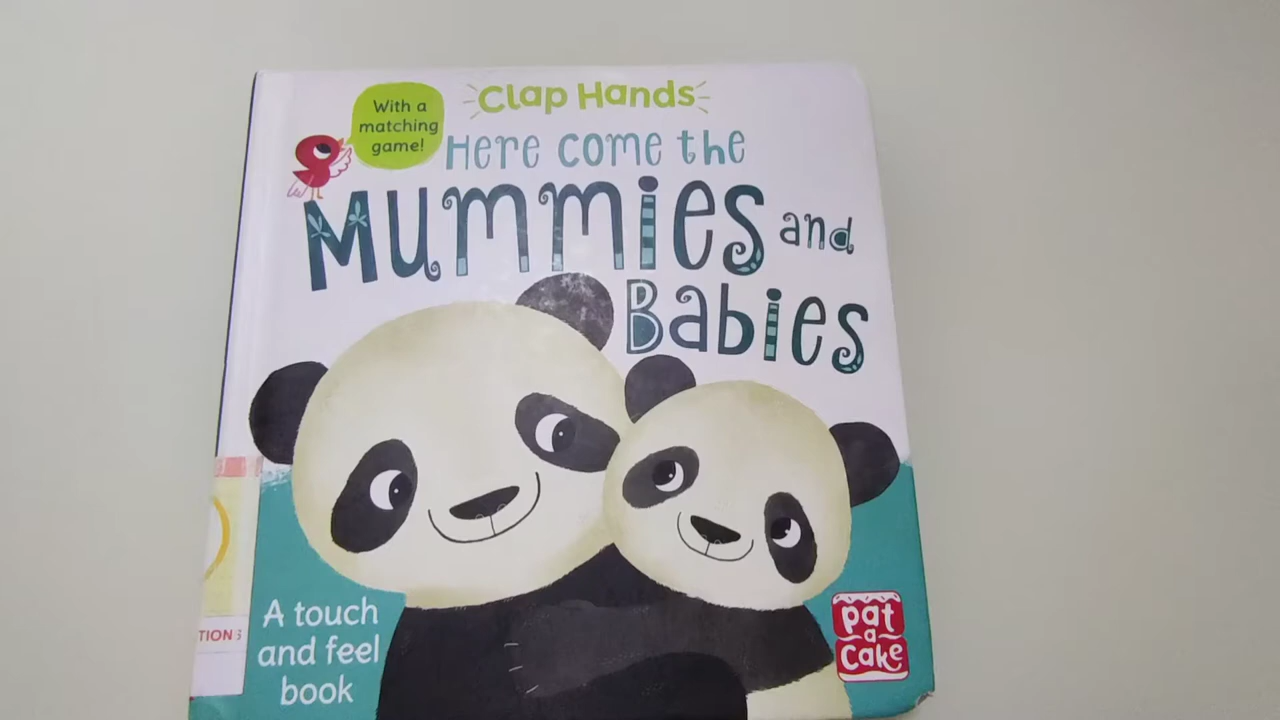 Clap Hands
With a
matching
game!
Here come the
Mummies and
Babies
A touch
and feel
book
pat
a
cake